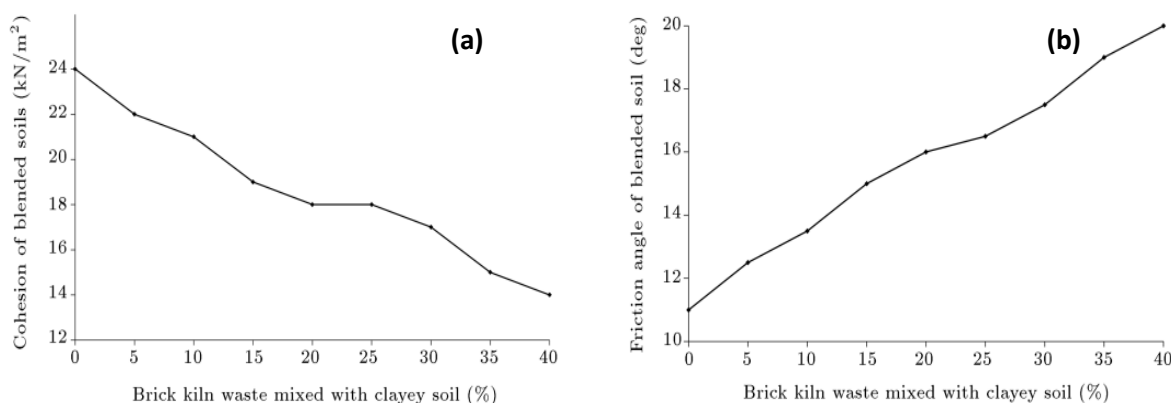 (a)
Cohesion of blended soils (kN/m²)
24
22
20
18
16
14
12
0 5 10 15 20 25 30 35 40
Brick kiln waste mixed with clayey soil (%)
(b)
Friction angle of blended soil (deg)
20
18
16
14
12
10
0 5 10 15 20 25 30 35 40
Brick kiln waste mixed with clayey soil (%)